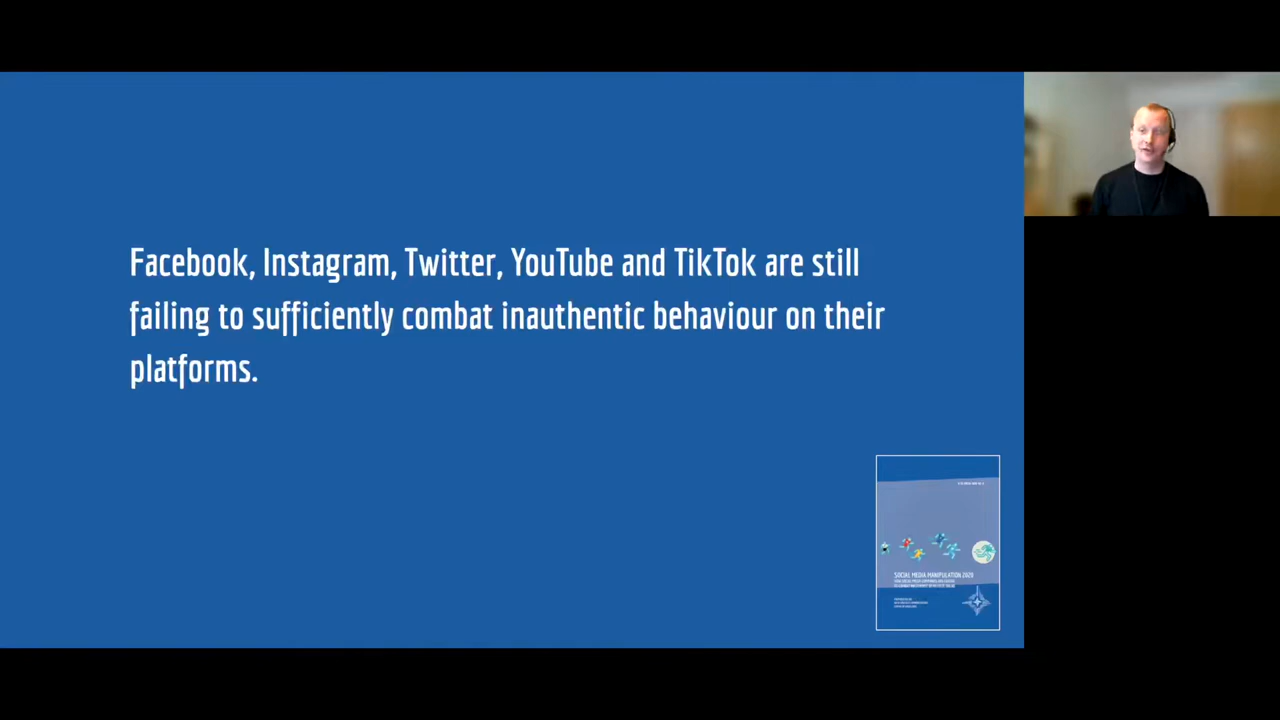 Facebook, Instagram, Twitter, YouTube and TikTok are still
failing to sufficiently combat inauthentic behaviour on their
platforms.
SOCIAL MEDIA MANIPULATION 2020